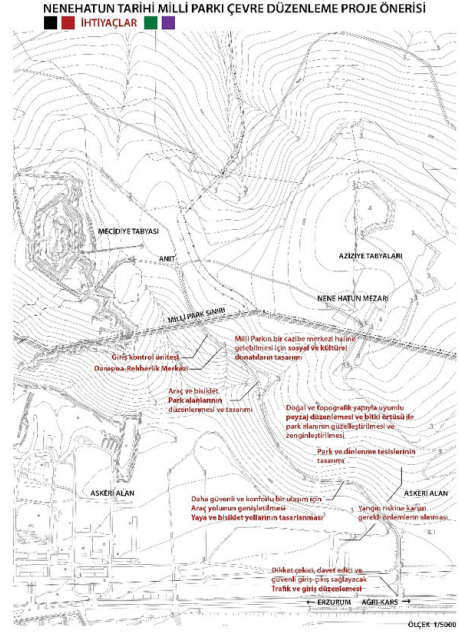 NENEHATUN TARİHİ MİLLİ PARKI ÇEVRE DÜZENLEME PROJE ÖNERİSİ
İHTİYAÇLAR
MECİDİYE TABYASI
ANIT
AZİZİYE TABYALARI
NENE HATUN MEZARI
MİLLİ PARK SINIRI
Giriş kontrol ünitesi
Danışma-Rehberlik Merkezi
Milli Parkın bir cazibe merkezi haline
gelebilmesi için sosyal ve kültürel
donatıların tasarımı
Araç ve bisiklet
Park alanlarının
düzenlenmesi ve tasarımı
Doğal ve topografik yapıyla uyumlu
peyzaj düzenlemesi ve bitki örtüsü ile
park alanının güzelleştirilmesi ve
zenginleştirilmesi
Park ve dinlenme tesislerinin
tasarımı
ASKERİ ALAN
ASKERİ ALAN
Daha güvenli ve konforlu bir ulaşım için
Araç yolunun genişletilmesi
Yaya ve bisiklet yollarının tasarlanması
Yangın riskine karşın
gerekli önlemlerin alınması
Dikkat çekici, davet edici ve
güvenli giriş-çıkış sağlayacak
Trafik ve giriş düzenlemesi
← ERZURUM AĞRI-KARS →
ÖLÇEK 1/5000